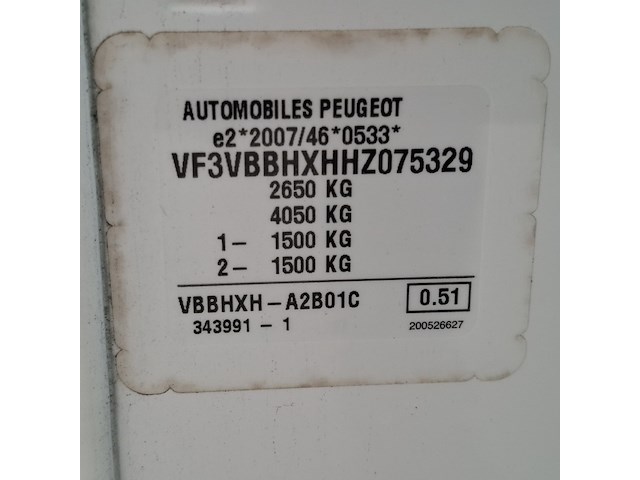 AUTOMOBILES PEUGEOT
e2*2007/46*0533*
VF3VBBHXHHZ075329
2650 KG
4050 KG
1- 1500 KG
2- 1500 KG
VBBHXH-A2B01C 0.51
343991-1 200526627